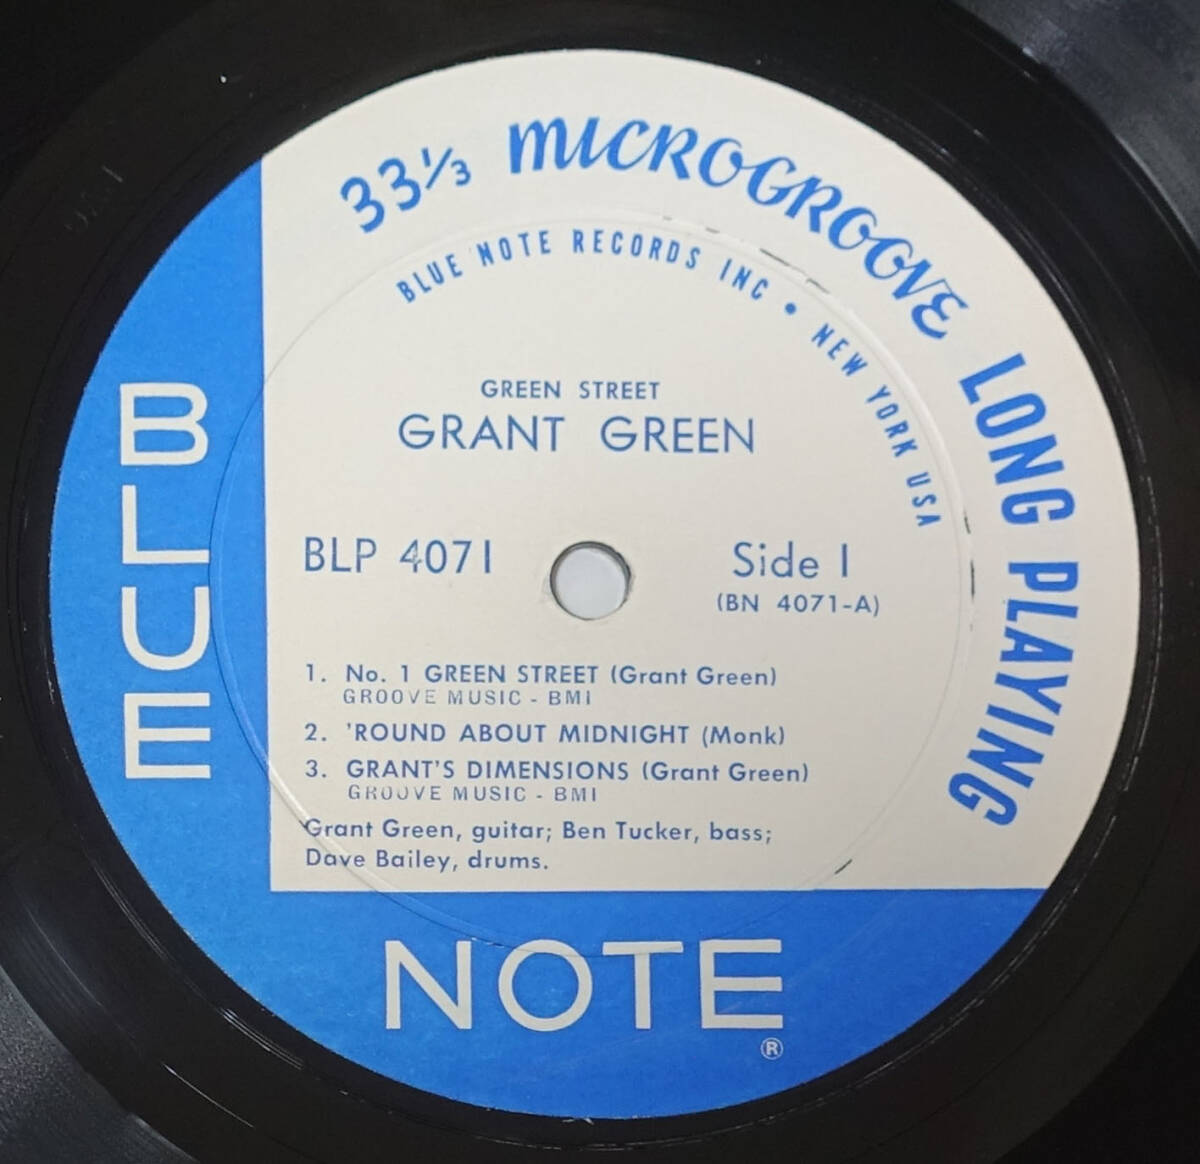 33⅓ MICROGROOVE LONG PLAYING
BLUE NOTE RECORDS INC • NEW YORK USA
GREEN STREET
GRANT GREEN
BLP 4071
Side 1
(BN 4071-A)
1. No. 1 GREEN STREET (Grant Green)
GROOVE MUSIC - BMI
2. 'ROUND ABOUT MIDNIGHT (Monk)
3. GRANT'S DIMENSIONS (Grant Green)
GROOVE MUSIC - BMI
Grant Green, guitar; Ben Tucker, bass;
Dave Bailey, drums.
BLUE
NOTE
®